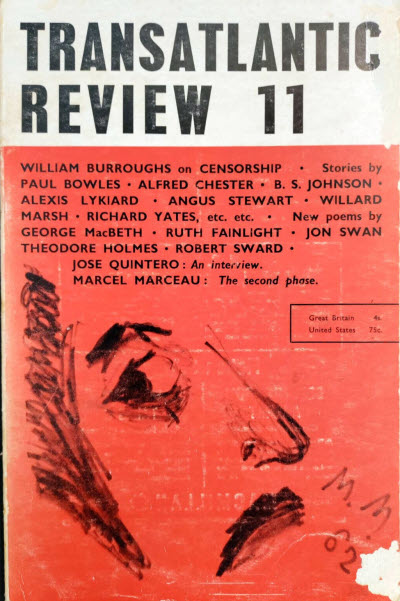 TRANSATLANTIC
REVIEW 11
WILLIAM BURROUGHS on CENSORSHIP · Stories by
PAUL BOWLES · ALFRED CHESTER · B. S. JOHNSON ·
ALEXIS LYKIARD · ANGUS STEWART · WILLARD
MARSH · RICHARD YATES, etc. etc. · New poems by
GEORGE MacBETH · RUTH FAINLIGHT · JON SWAN
THEODORE HOLMES · ROBERT SWARD ·
JOSE QUINTERO : An interview.
MARCEL MARCEAU : The second phase.
Great Britain 4s.
United States 75c.
M. M
62